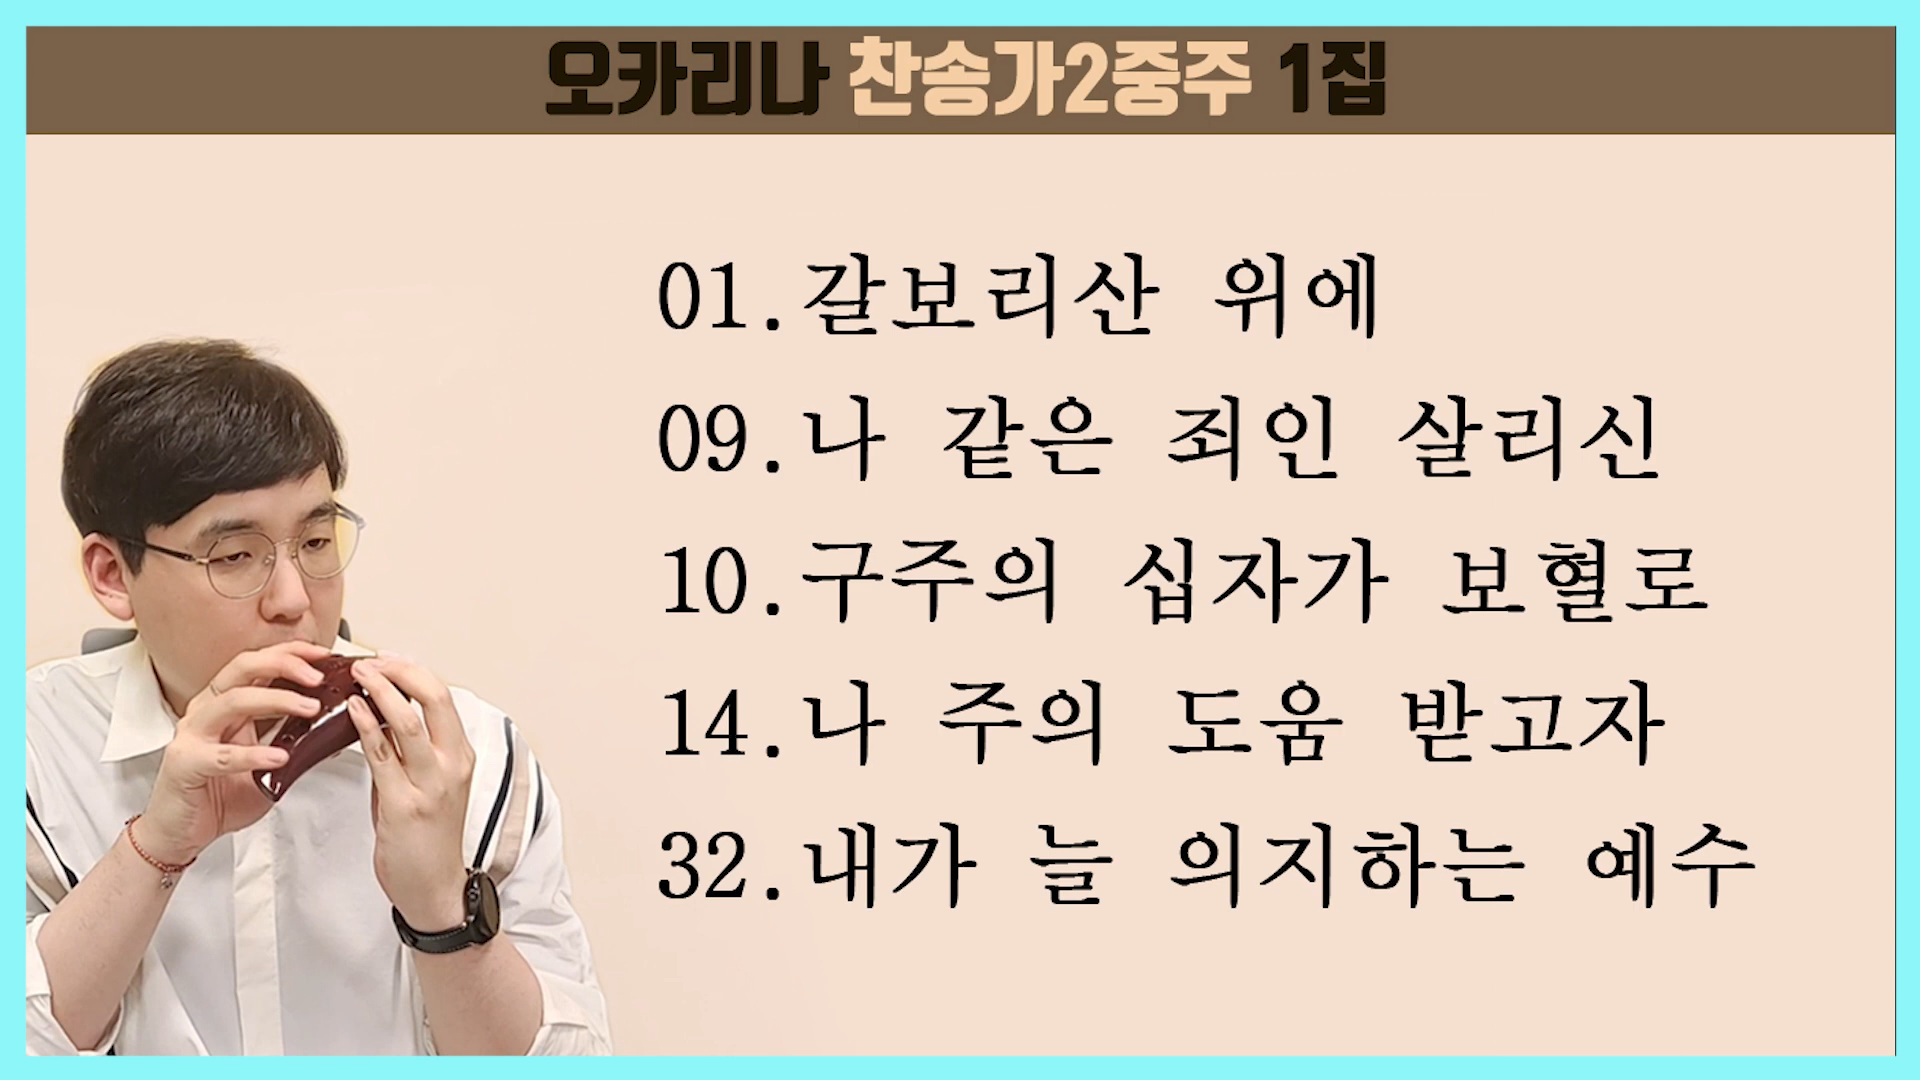 오카리나 찬송가2중주 1집
01.갈보리산 위에
09.나 같은 죄인 살리신
10.구주의 십자가 보혈로
14.나 주의 도움 받고자
32.내가 늘 의지하는 예수